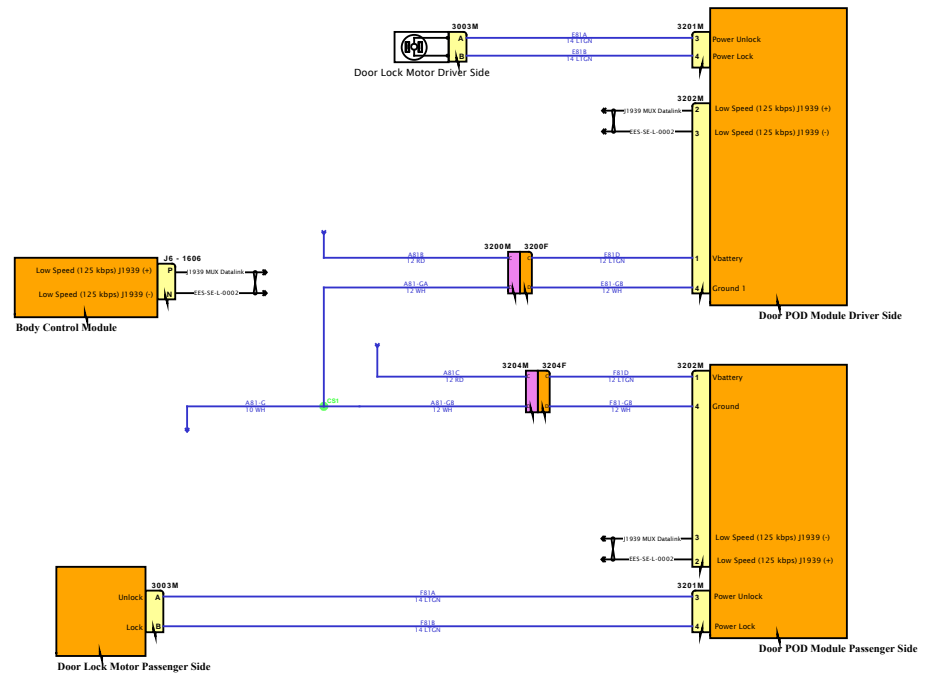 3003M
A
B
Door Lock Motor Driver Side
E81A
14 LTGN
E81B
14 LTGN
3201M
3 Power Unlock
4 Power Lock
3202M
J1939 MUX Datalink 2 Low Speed (125 kbps) J1939 (+)
EES-SE-L-0002 3 Low Speed (125 kbps) J1939 (-)
3200M 3200F
A81B
12 RD
C C
E81D
12 LTGN
1 Vbattery
A81-GA
12 WH
E81-GB
12 WH
4 Ground 1
Door POD Module Driver Side
J6 - 1606
Low Speed (125 kbps) J1939 (+) P J1939 MUX Datalink
Low Speed (125 kbps) J1939 (-) N EES-SE-L-0002
Body Control Module
3204M 3204F
3202M
A81C
12 RD
C C
F81D
12 LTGN
1 Vbattery
A81-G
10 WH
GB1
A81-GB
12 WH
F81-GB
12 WH
4 Ground
J1939 MUX Datalink 3 Low Speed (125 kbps) J1939 (-)
EES-SE-L-0002 2 Low Speed (125 kbps) J1939 (+)
3003M
Unlock A
Lock B
F81A
14 LTGN
F81B
14 LTGN
3201M
3 Power Unlock
4 Power Lock
Door POD Module Passenger Side
Door Lock Motor Passenger Side